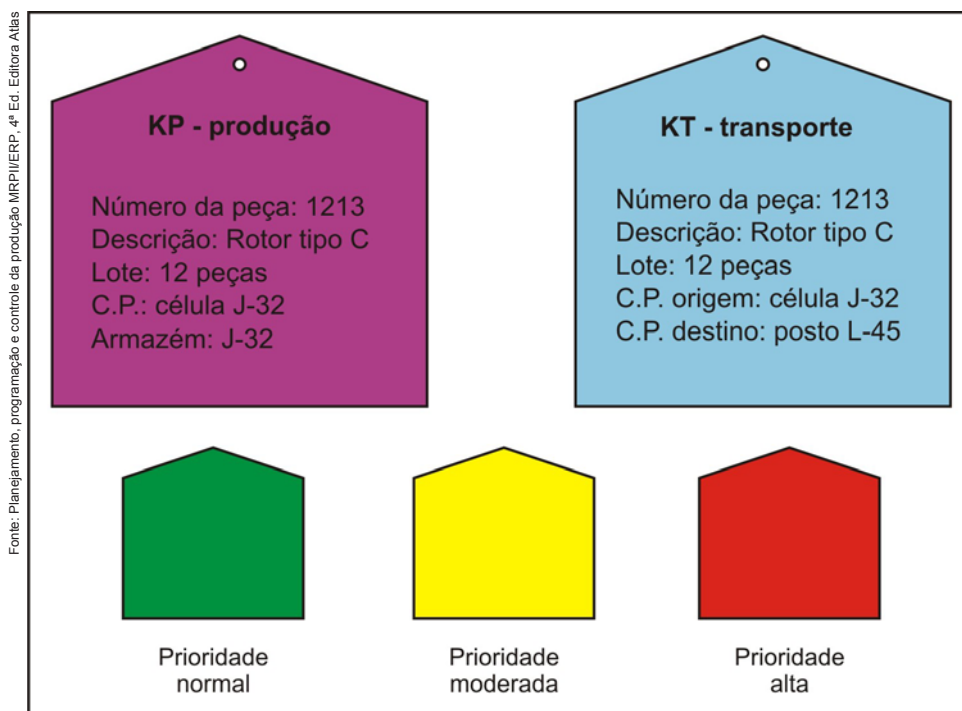 Fonte: Planejamento, programação e controle da produção MRPII/ERP, 4ª Ed. Editora Atlas
KP - produção
Número da peça: 1213
Descrição: Rotor tipo C
Lote: 12 peças
C.P.: célula J-32
Armazém: J-32
KT - transporte
Número da peça: 1213
Descrição: Rotor tipo C
Lote: 12 peças
C.P. origem: célula J-32
C.P. destino: posto L-45
Prioridade
normal
Prioridade
moderada
Prioridade
alta